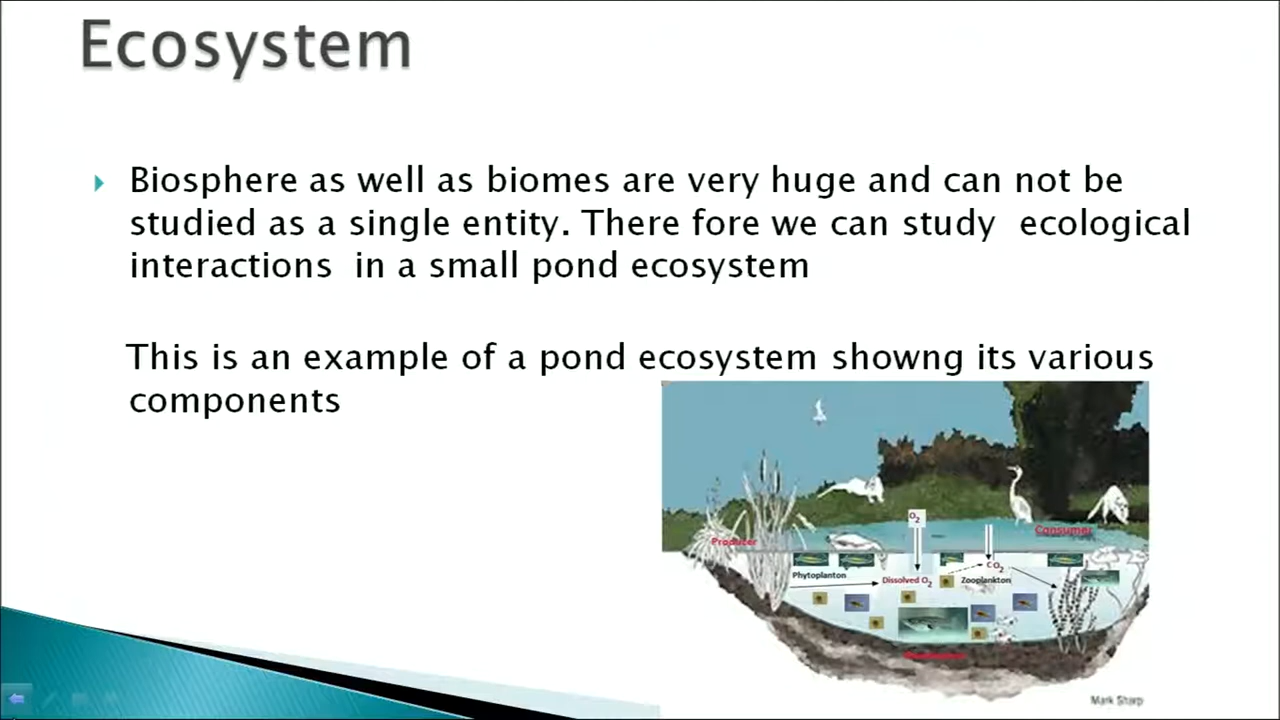 Ecosystem
Biosphere as well as biomes are very huge and can not be
studied as a single entity. There fore we can study ecological
interactions in a small pond ecosystem
This is an example of a pond ecosystem showng its various
components
O2
Consumer
Producer
CO2
Phytoplanton
Dissolved O2
Zooplankton
Mark Sharp